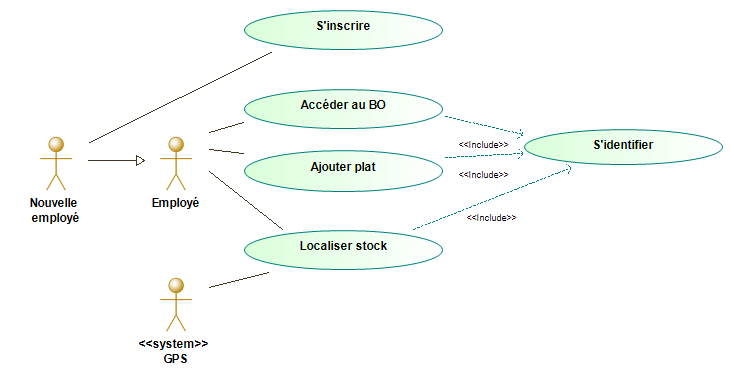 S'inscrire
Accéder au BO
<<Include>>
S'identifier
Ajouter plat
<<Include>>
Nouvelle
employé
Employé
<<Include>>
Localiser stock
<<system>>
GPS